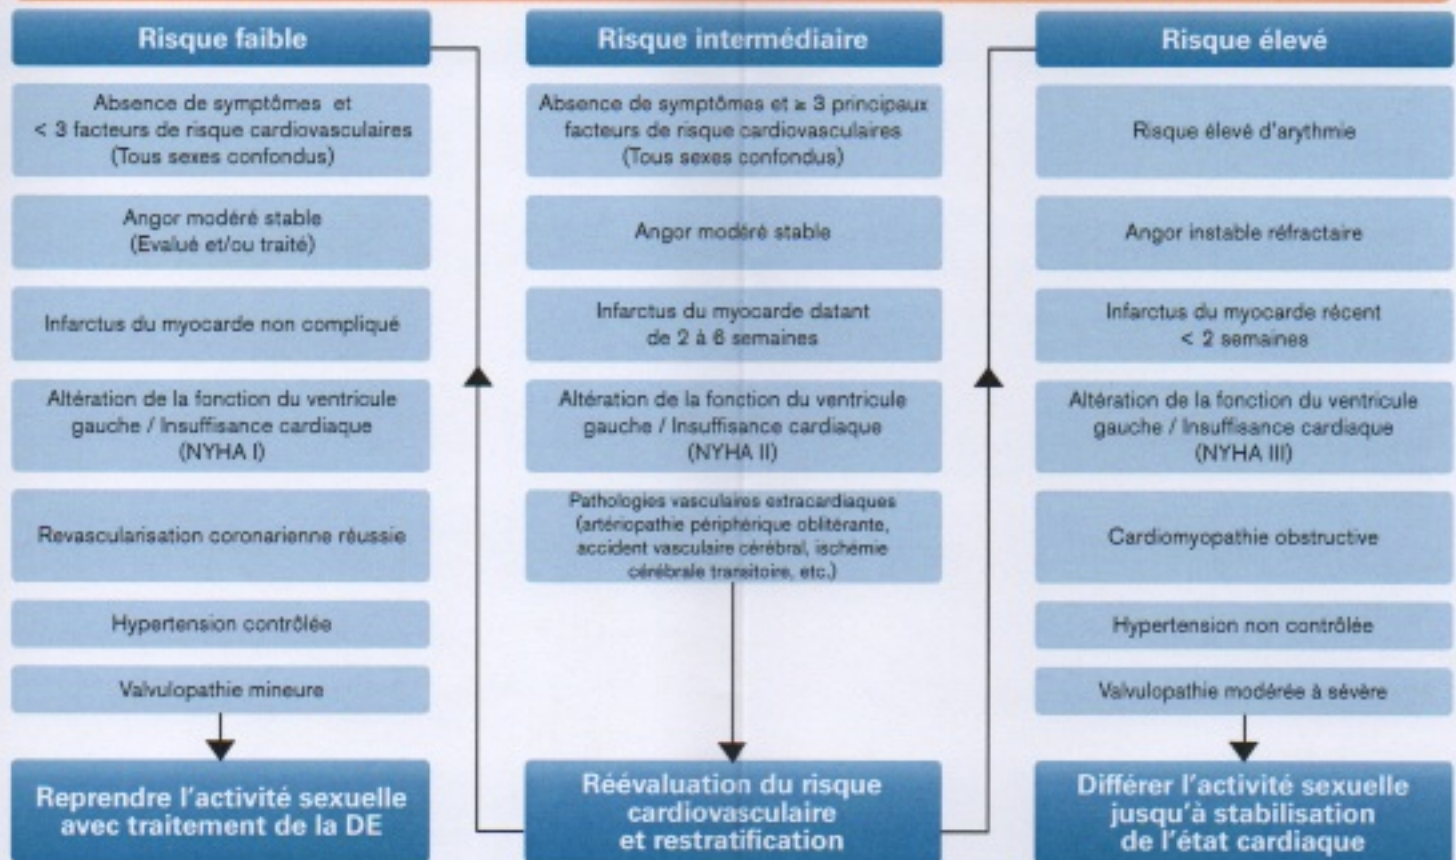 Risque faible
Absence de symptômes et
< 3 facteurs de risque cardiovasculaires
(Tous sexes confondus)
Angor modéré stable
(Evalué et/ou traité)
Infarctus du myocarde non compliqué
Altération de la fonction du ventricule
gauche / Insuffisance cardiaque
(NYHA I)
Revascularisation coronarienne réussie
Hypertension contrôlée
Valvulopathie mineure
Reprendre l'activité sexuelle
avec traitement de la DE
Risque intermédiaire
Absence de symptômes et ≥ 3 principaux
facteurs de risque cardiovasculaires
(Tous sexes confondus)
Angor modéré stable
Infarctus du myocarde datant
de 2 à 6 semaines
Altération de la fonction du ventricule
gauche / Insuffisance cardiaque
(NYHA II)
Pathologies vasculaires extracardiaques
(artériopathie périphérique oblitérante,
accident vasculaire cérébral, ischémie
cérébrale transitoire, etc.)
Réévaluation du risque
cardiovasculaire
et restratification
Risque élevé
Risque élevé d'arythmie
Angor instable réfractaire
Infarctus du myocarde récent
< 2 semaines
Altération de la fonction du ventricule
gauche / Insuffisance cardiaque
(NYHA III)
Cardiomyopathie obstructive
Hypertension non contrôlée
Valvulopathie modérée à sévère
Différer l'activité sexuelle
jusqu'à stabilisation
de l'état cardiaque